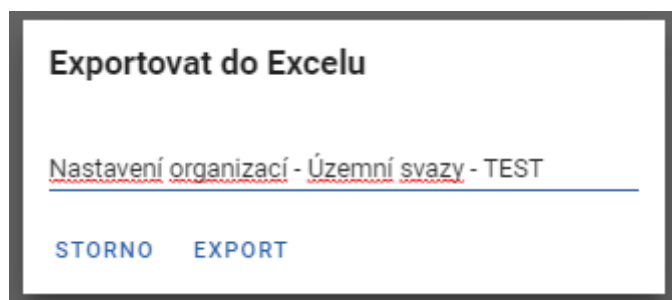 Exportovat do Excelu
Nastavení organizací - Územní svazy - TEST
STORNO EXPORT